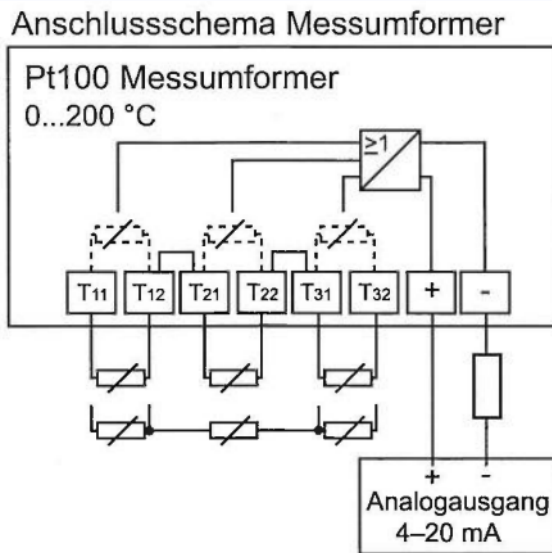 Anschlussschema Messumformer
Pt100 Messumformer
0...200 °C
≥1
T11 T12 T21 T22 T31 T32 + -
+ -
Analogausgang
4–20 mA